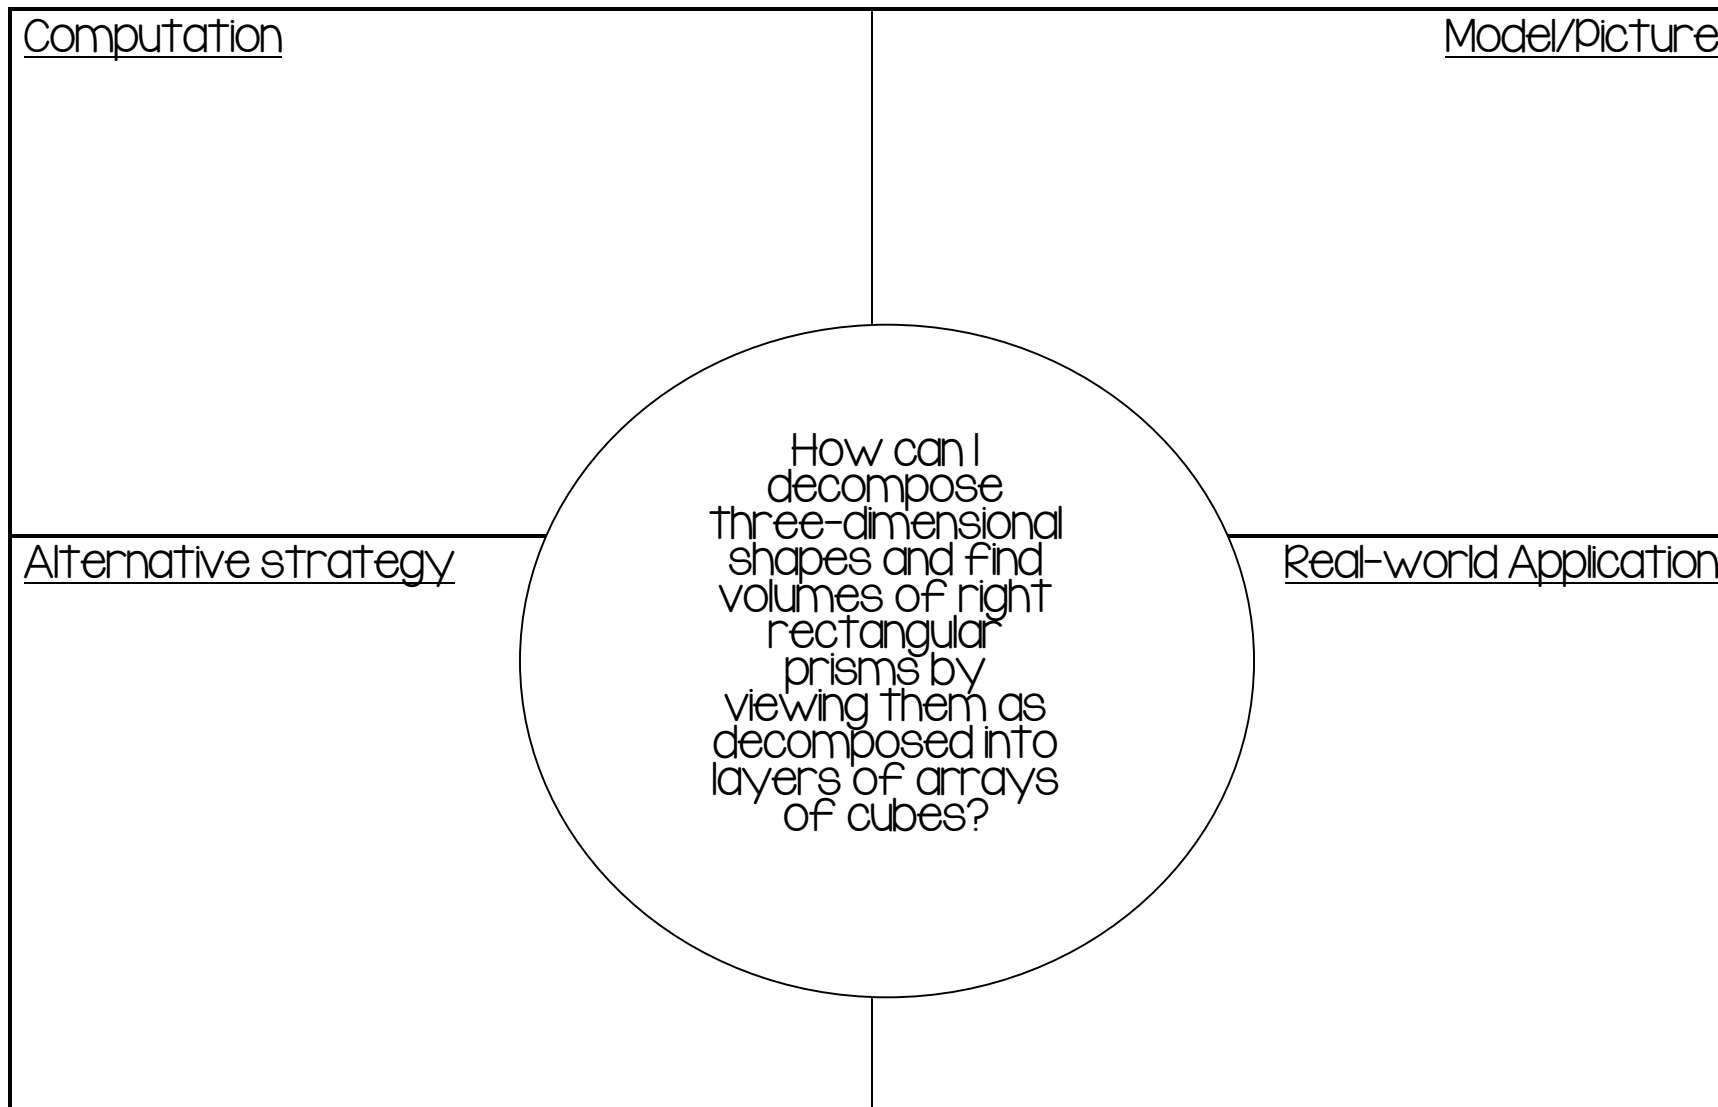 Computation
Model/Picture
How can I
decompose
three-dimensional
shapes and find
volumes of right
rectangular
prisms by
viewing them as
decomposed into
layers of arrays
of cubes?
Alternative strategy
Real-world Application